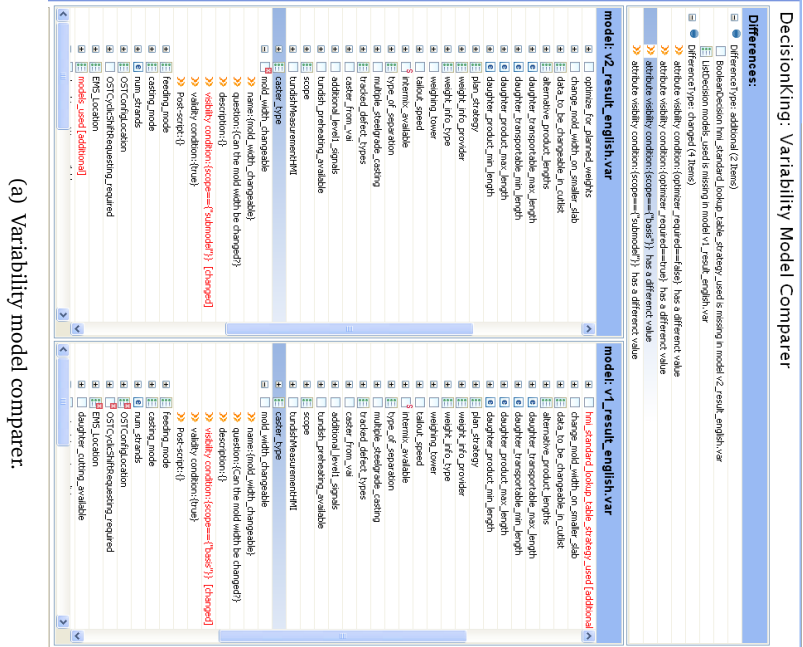 DecisionKing: Variability Model Comparer
Differences:
DifferenceType: additional (2 Items)
BooleanDecision hmi_standard_lookup_table_strategy_used is missing in model v2_result_english.var
ListDecision models_used is missing in model v1_result_english.var
DifferenceType: changed (4 Items)
attribute visibility condition:{optimizer_required==false} has a differenct value
attribute visibility condition:{optimizer_required==true} has a differenct value
attribute visibility condition:{scope=={"basis"}} has a differenct value
attribute visibility condition:{scope=={"submodel"}} has a differenct value
model: v2_result_english.var
optimize_for_planned_weights
change_mold_width_on_smaller_slab
data_to_be_changeable_in_cutlist
alternative_product_lengths
daughter_transportable_max_length
daughter_transportable_min_length
daughter_product_max_length
daughter_product_min_length
plan_strategy
weight_info_provider
weight_info_type
weighing_tower
tailout_speed
intermix_available
type_of_separation
multiple_steelgrade_casting
tracked_defect_types
caster_from_vai
additional_level1_signals
tundish_preheating_available
scope
tundishMeasurementHMI
caster_type
mold_width_changeable
name:{mold_width_changeable}
question:{Can the mold width be changed?}
description:{}
visibility condition:{scope=={"submodel"}} [changed]
validity condition:{true}
Post-script:{}
feeding_mode
casting_mode
num_strands
OSTConfigLocation
OSTCyclicShiftRequesting_required
EMS_Location
models_used [additional]
model: v1_result_english.var
hmi_standard_lookup_table_strategy_used [additional
change_mold_width_on_smaller_slab
data_to_be_changeable_in_cutlist
alternative_product_lengths
daughter_transportable_max_length
daughter_transportable_min_length
daughter_product_max_length
daughter_product_min_length
plan_strategy
weight_info_provider
weight_info_type
weighing_tower
tailout_speed
intermix_available
type_of_separation
multiple_steelgrade_casting
tracked_defect_types
caster_from_vai
additional_level1_signals
tundish_preheating_available
scope
tundishMeasurementHMI
caster_type
mold_width_changeable
name:{mold_width_changeable}
question:{Can the mold width be changed?}
description:{}
visibility condition:{scope=={"basis"}} [changed]
validity condition:{true}
Post-script:{}
feeding_mode
casting_mode
num_strands
OSTConfigLocation
OSTCyclicShiftRequesting_required
EMS_Location
daughter_cutting_available
(a) Variability model comparer.